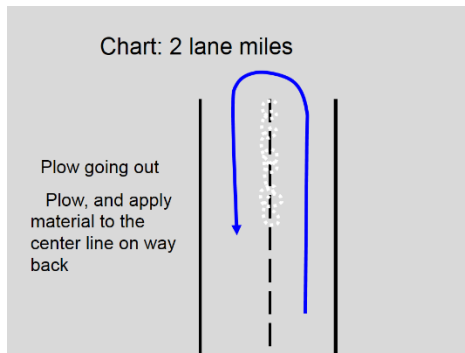 Chart: 2 lane miles
Plow going out
Plow, and apply
material to the
center line on way
back